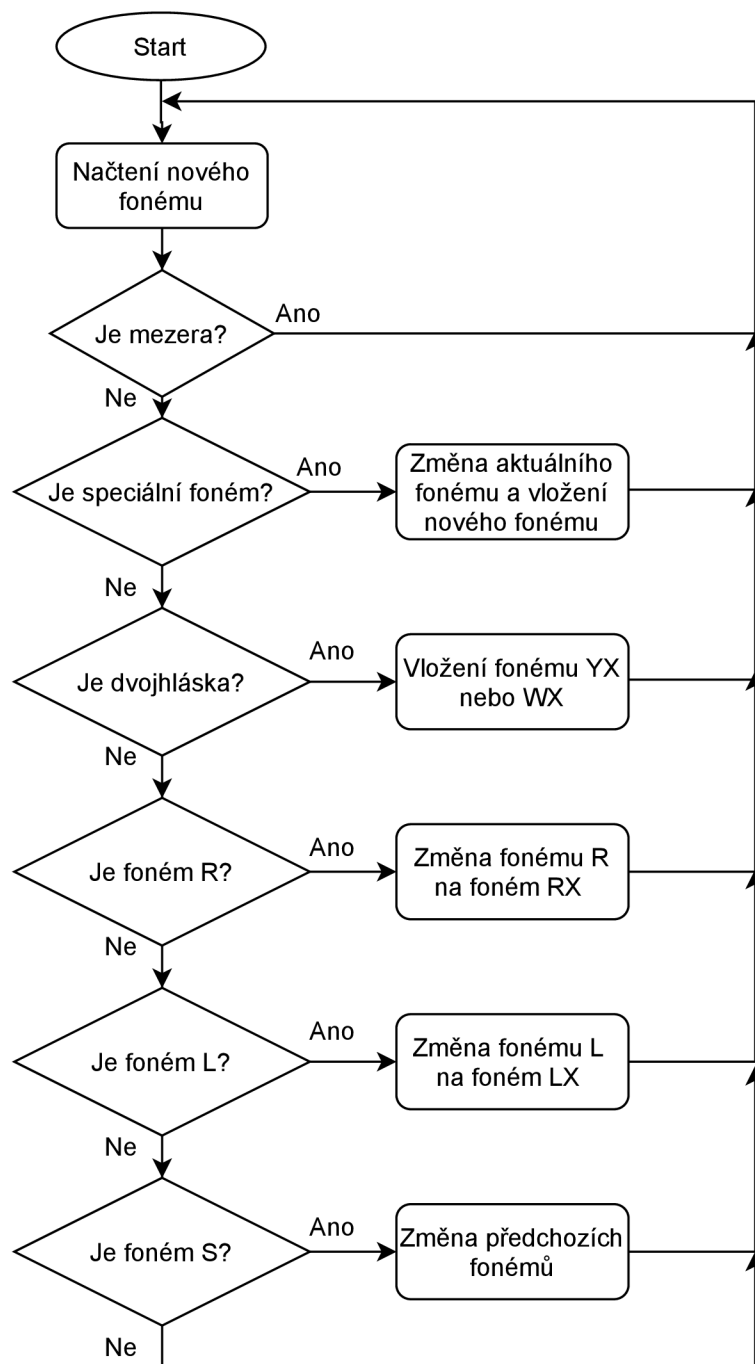 Start
Načtení nového
fonému
Je mezera?
Ano
Ne
Je speciální foném?
Ano
Změna aktuálního
fonému a vložení
nového fonému
Ne
Je dvojhláska?
Ano
Vložení fonému YX
nebo WX
Ne
Je foném R?
Ano
Změna fonému R
na foném RX
Ne
Je foném L?
Ano
Změna fonému L
na foném LX
Ne
Je foném S?
Ano
Změna předchozích
fonémů
Ne